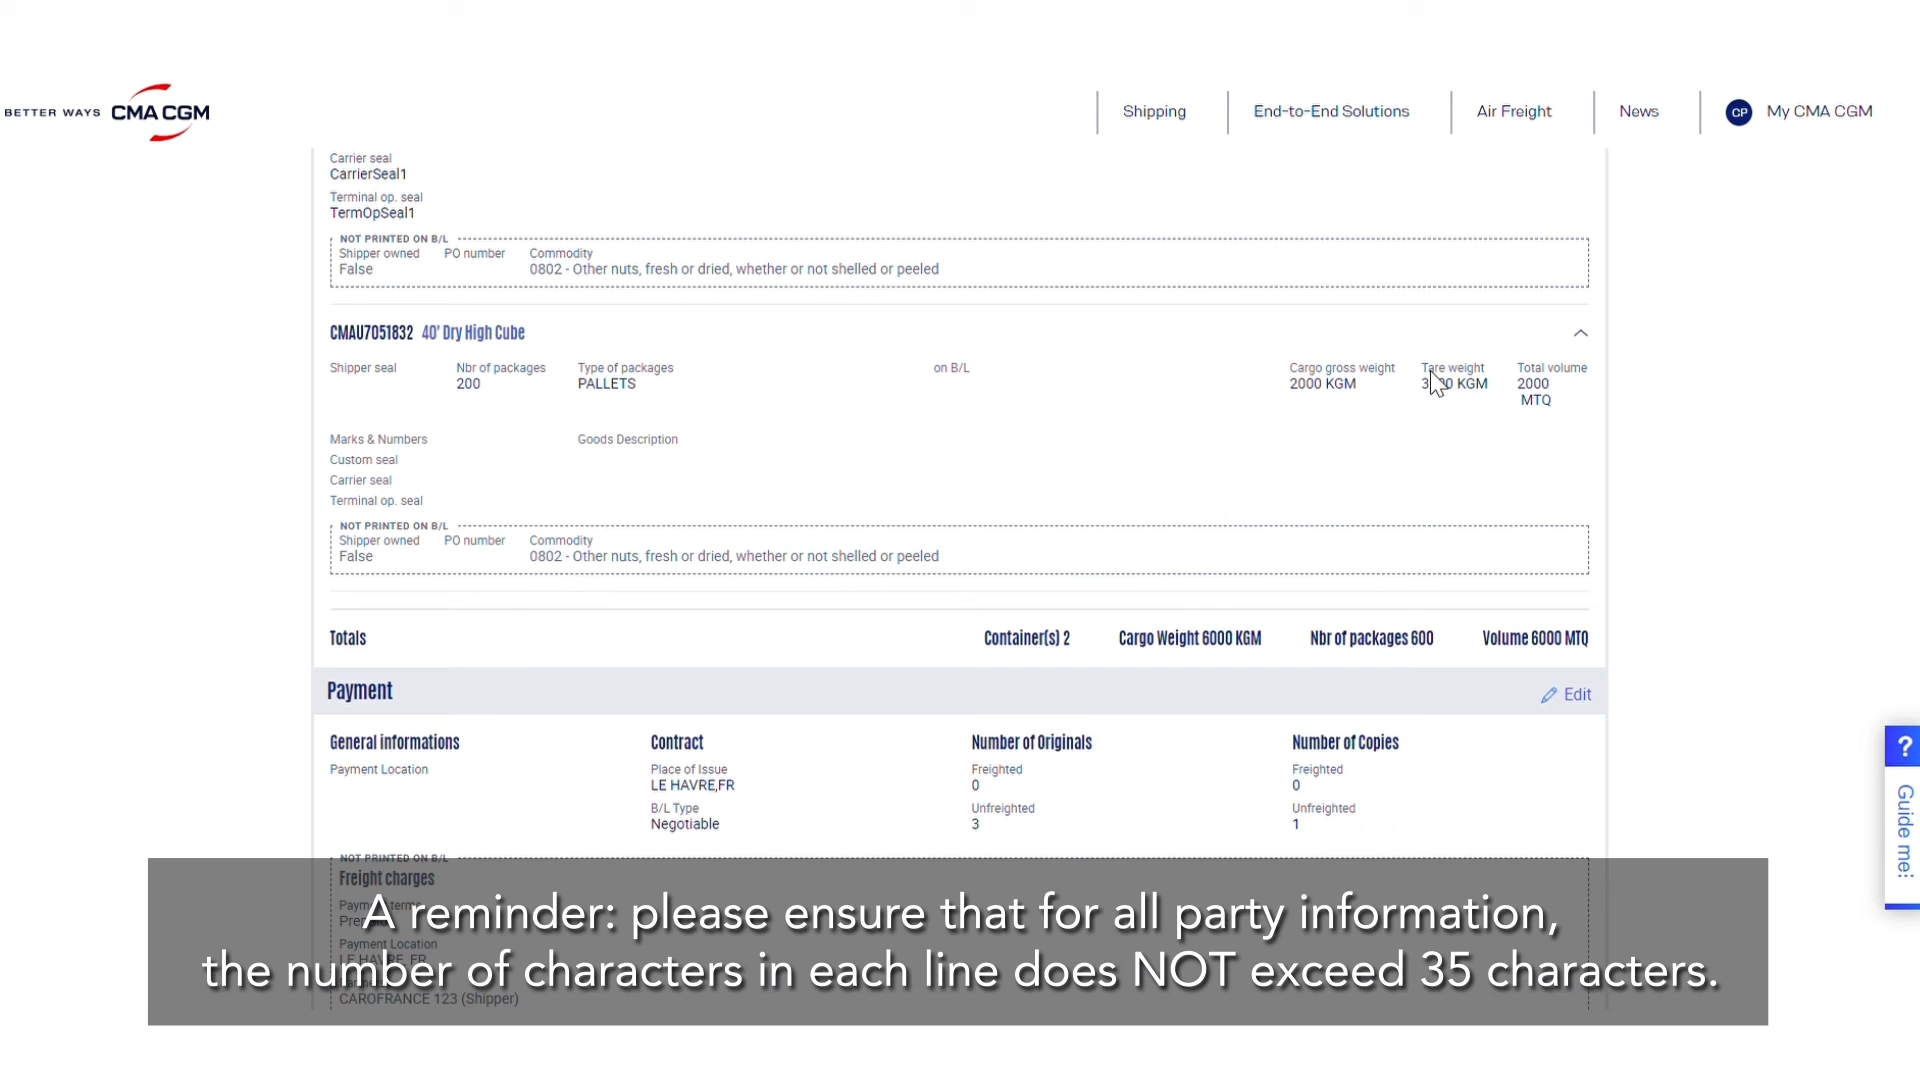 BETTER WAYS CMA CGM
Shipping
End-to-End Solutions
Air Freight
News
CP My CMA CGM
Carrier seal
CarrierSeal1
Terminal op. seal
TermOpSeal1
NOT PRINTED ON B/L
Shipper owned PO number Commodity
False 0802 - Other nuts, fresh or dried, whether or not shelled or peeled
CMAU7051832 40' Dry High Cube
Shipper seal Nbr of packages Type of packages on B/L Cargo gross weight Tare weight Total volume
200 PALLETS 2000 KGM KGM 2000
MTQ
Marks & Numbers Goods Description
Custom seal
Carrier seal
Terminal op. seal
NOT PRINTED ON B/L
Shipper owned PO number Commodity
False 0802 - Other nuts, fresh or dried, whether or not shelled or peeled
Totals Container(s) 2 Cargo Weight 6000 KGM Nbr of packages 600 Volume 6000 MTQ
Payment Edit
General informations Contract Number of Originals Number of Copies
Payment Location Place of Issue Freighted Freighted
LE HAVRE,FR 0 0
B/L Type Unfreighted Unfreighted
Negotiable 3 1
? Guide me!
NOT PRINTED ON B/L
Freight charges
A reminder: please ensure that for all party information,
Payment Location
the number of characters in each line does NOT exceed 35 characters.
CAROFRANCE 123 (Shipper)